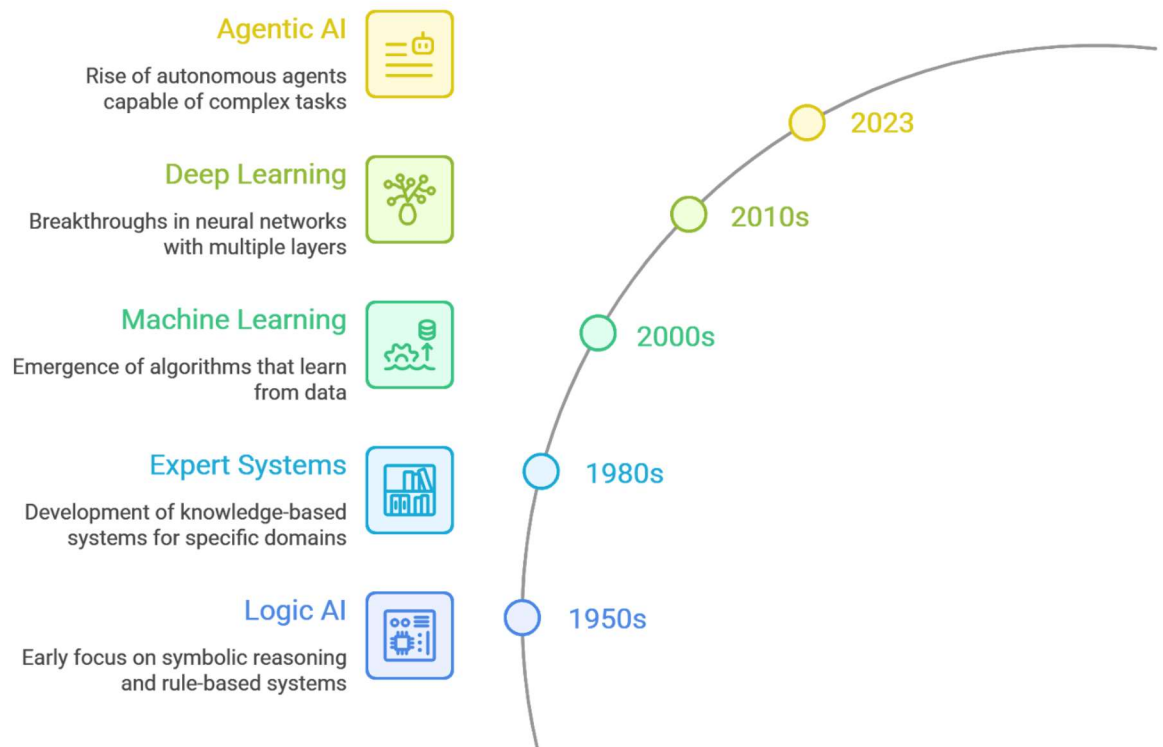 Agentic AI
Rise of autonomous agents
capable of complex tasks
2023
Deep Learning
Breakthroughs in neural networks
with multiple layers
2010s
Machine Learning
Emergence of algorithms that learn
from data
2000s
Expert Systems
Development of knowledge-based
systems for specific domains
1980s
Logic AI
Early focus on symbolic reasoning
and rule-based systems
1950s